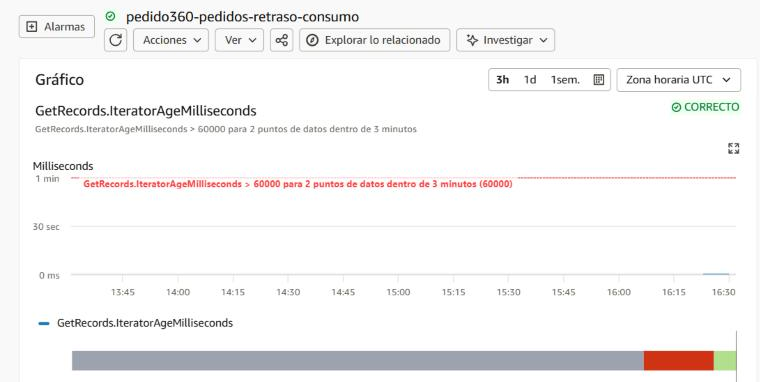 Alarmas
pedido360-pedidos-retraso-consumo
Acciones
Ver
Explorar lo relacionado
Investigar
Gráfico
3h 1d 1sem.
Zona horaria UTC
GetRecords.IteratorAgeMilliseconds
CORRECTO
GetRecords.IteratorAgeMilliseconds > 60000 para 2 puntos de datos dentro de 3 minutos
Milliseconds
1 min
GetRecords.IteratorAgeMilliseconds > 60000 para 2 puntos de datos dentro de 3 minutos (60000)
30 sec
0 ms
13:45 14:00 14:15 14:30 14:45 15:00 15:15 15:30 15:45 16:00 16:15 16:30
GetRecords.IteratorAgeMilliseconds